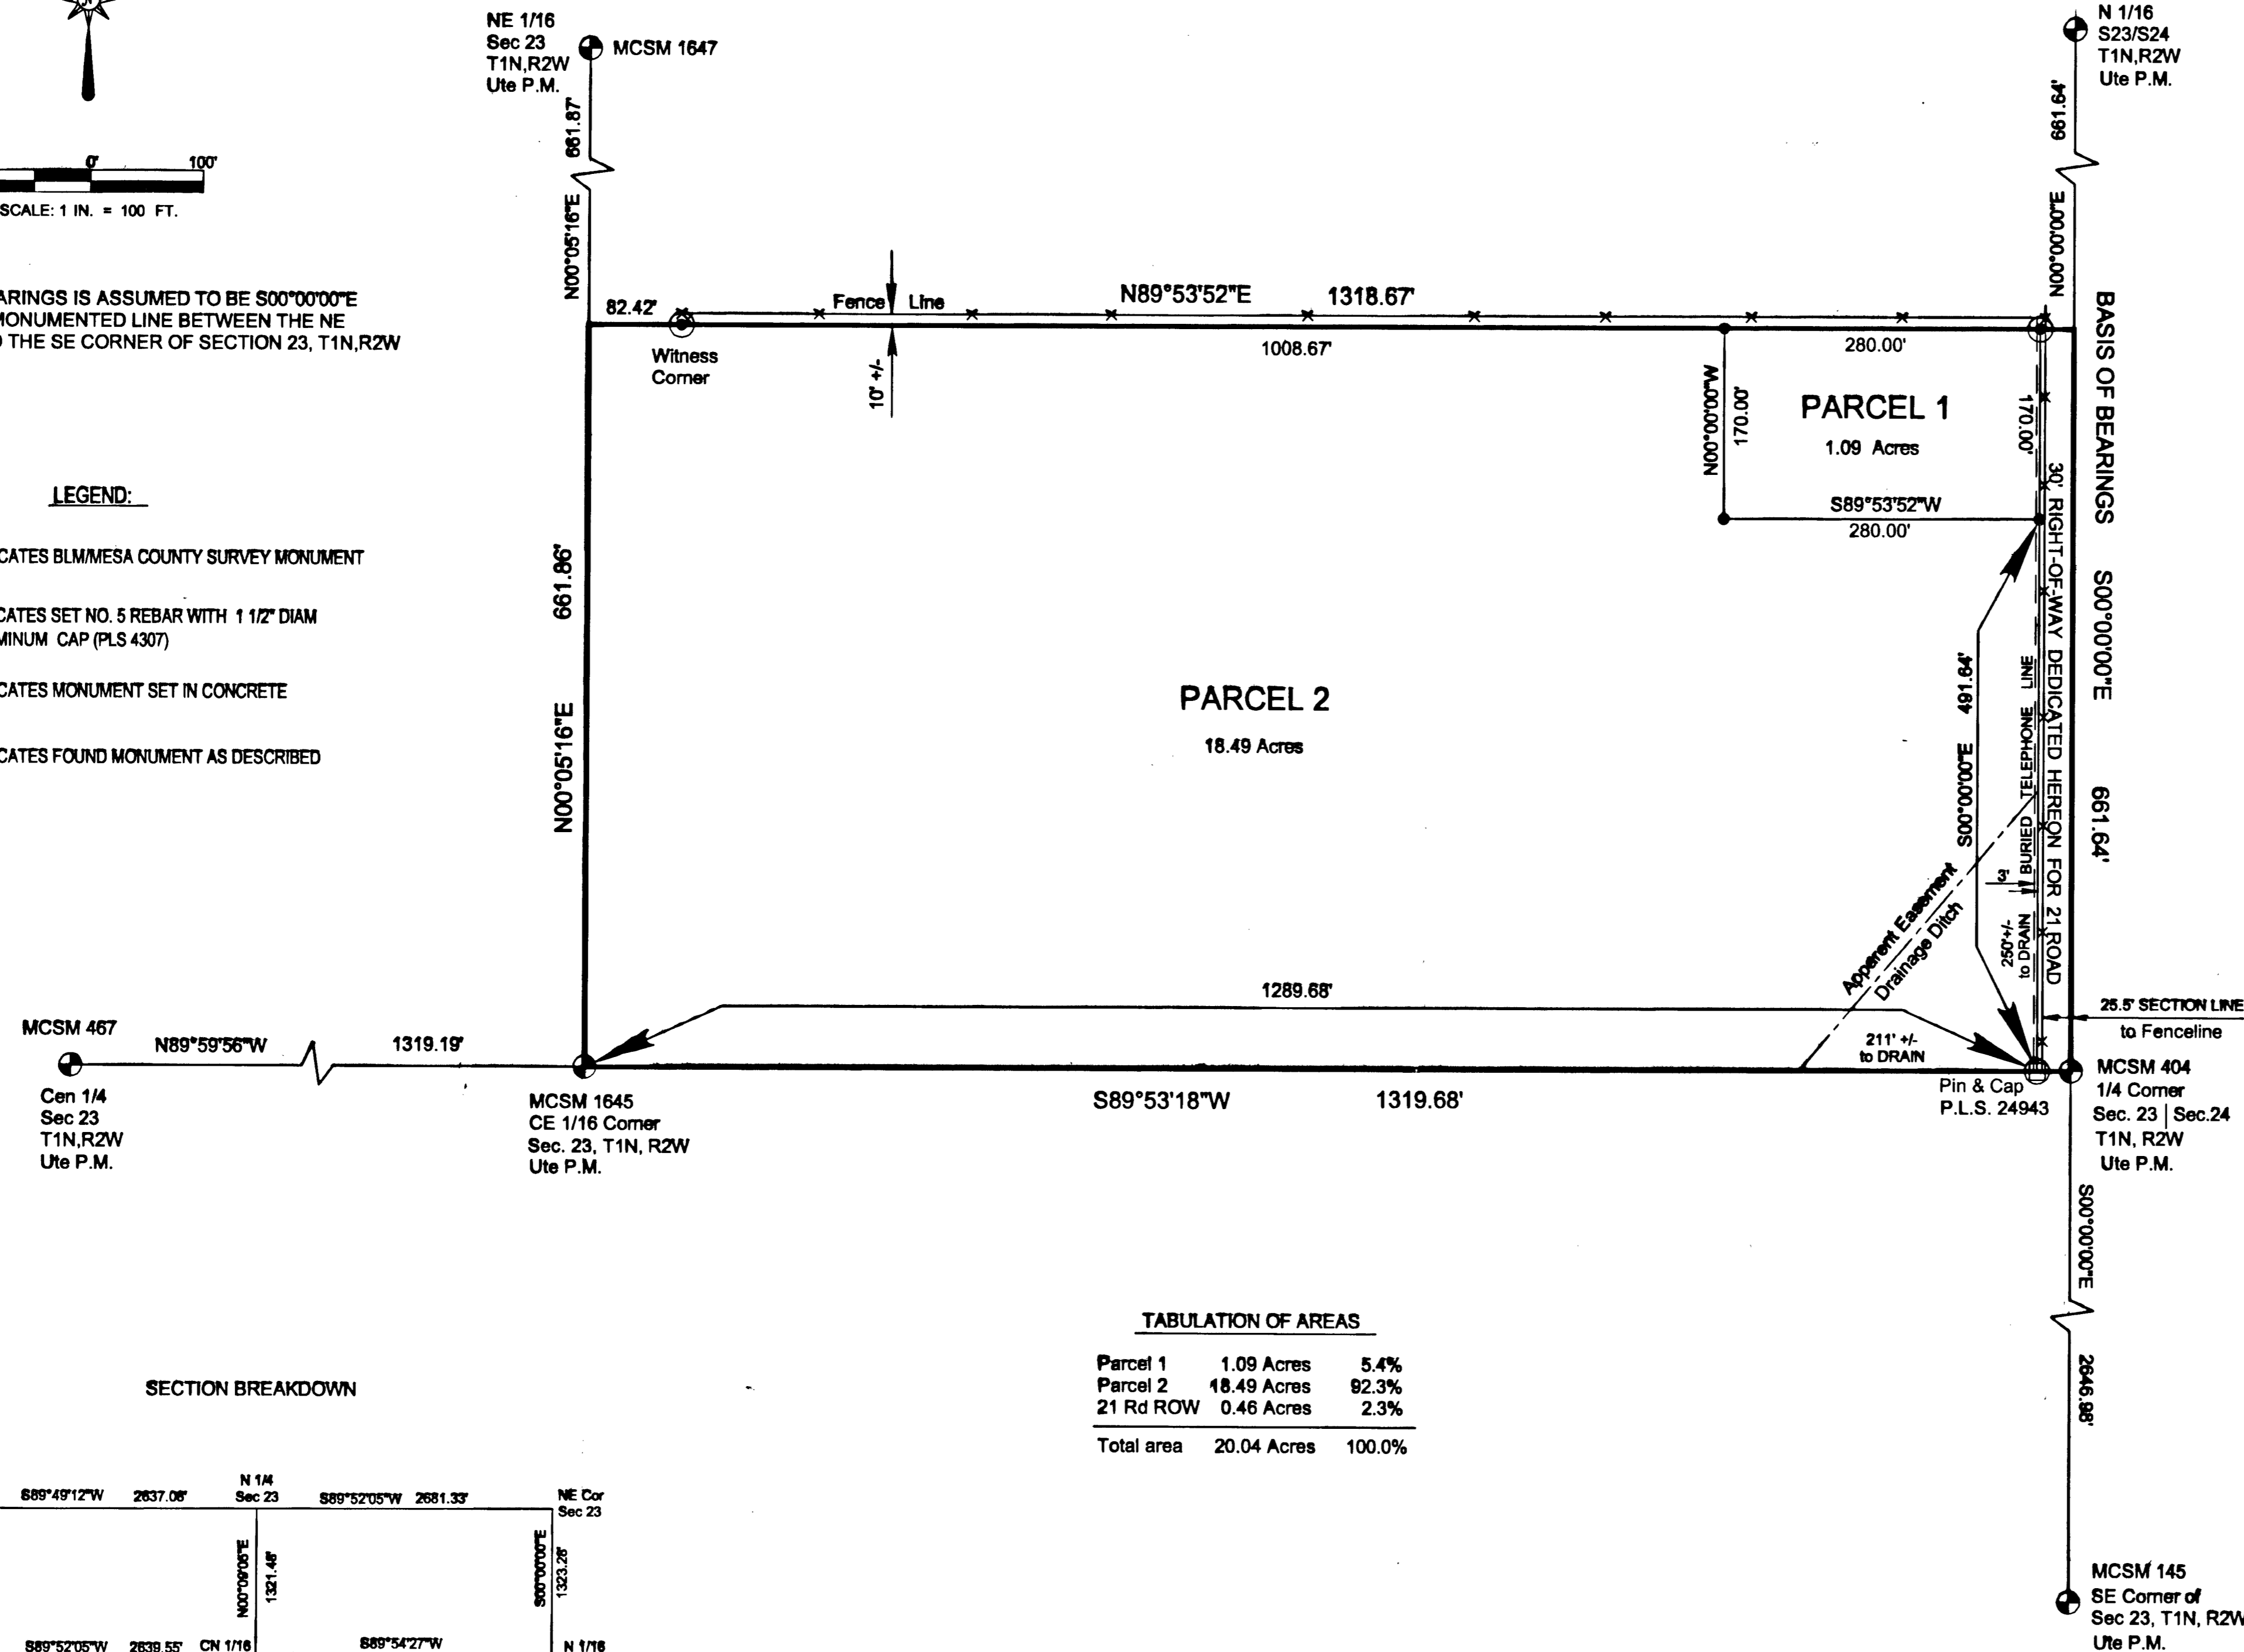 N
NE 1/16
Sec 23
T1N,R2W
Ute P.M.
MCSM 1647
N 1/16
S23/S24
T1N,R2W
Ute P.M.
661.87'
N00°05'16"E
661.64'
N00°00'00"E
0' 100'
SCALE: 1 IN. = 100 FT.
ARINGS IS ASSUMED TO BE S00°00'00"E
MONUMENTED LINE BETWEEN THE NE
THE SE CORNER OF SECTION 23, T1N,R2W
82.42'
Fence Line
N89°53'52"E 1318.67'
Witness
Corner
10' +/-
1008.67'
280.00'
N00°00'00"W
170.00'
PARCEL 1
1.09 Acres
170.00'
S89°53'52"W
280.00'
BASIS OF BEARINGS S00°00'00"E 661.64'
30' RIGHT-OF-WAY DEDICATED HEREON FOR 21 ROAD
LEGEND:
CATES BLM/MESA COUNTY SURVEY MONUMENT
CATES SET NO. 5 REBAR WITH 1 1/2" DIAM
MINUM CAP (PLS 4307)
CATES MONUMENT SET IN CONCRETE
CATES FOUND MONUMENT AS DESCRIBED
N00°05'16"E 661.86'
PARCEL 2
18.49 Acres
S00°00'00"E 491.64'
BURIED TELEPHONE LINE
3'
250'+/-
to DRAIN
Apparent Easement
Drainage Ditch
1289.68'
211' +/-
to DRAIN
25.5' SECTION LINE
to Fenceline
MCSM 467
N89°59'56"W 1319.19'
Cen 1/4
Sec 23
T1N,R2W
Ute P.M.
MCSM 1645
CE 1/16 Corner
Sec. 23, T1N, R2W
Ute P.M.
S89°53'18"W 1319.68'
Pin & Cap
P.L.S. 24943
MCSM 404
1/4 Corner
Sec. 23 | Sec.24
T1N, R2W
Ute P.M.
S00°00'00"E
2646.98'
TABULATION OF AREAS
Parcel 1 1.09 Acres 5.4%
Parcel 2 18.49 Acres 92.3%
21 Rd ROW 0.46 Acres 2.3%
Total area 20.04 Acres 100.0%
SECTION BREAKDOWN
S89°49'12"W 2637.06'
N 1/4
Sec 23
S89°52'05"W 2681.33'
NE Cor
Sec 23
N00°09'05"E
1321.48'
S00°00'00"E
1323.28'
S89°52'05"W 2639.55'
CN 1/16
S89°54'27"W
N 1/16
MCSM 145
SE Corner of
Sec 23, T1N, R2W
Ute P.M.